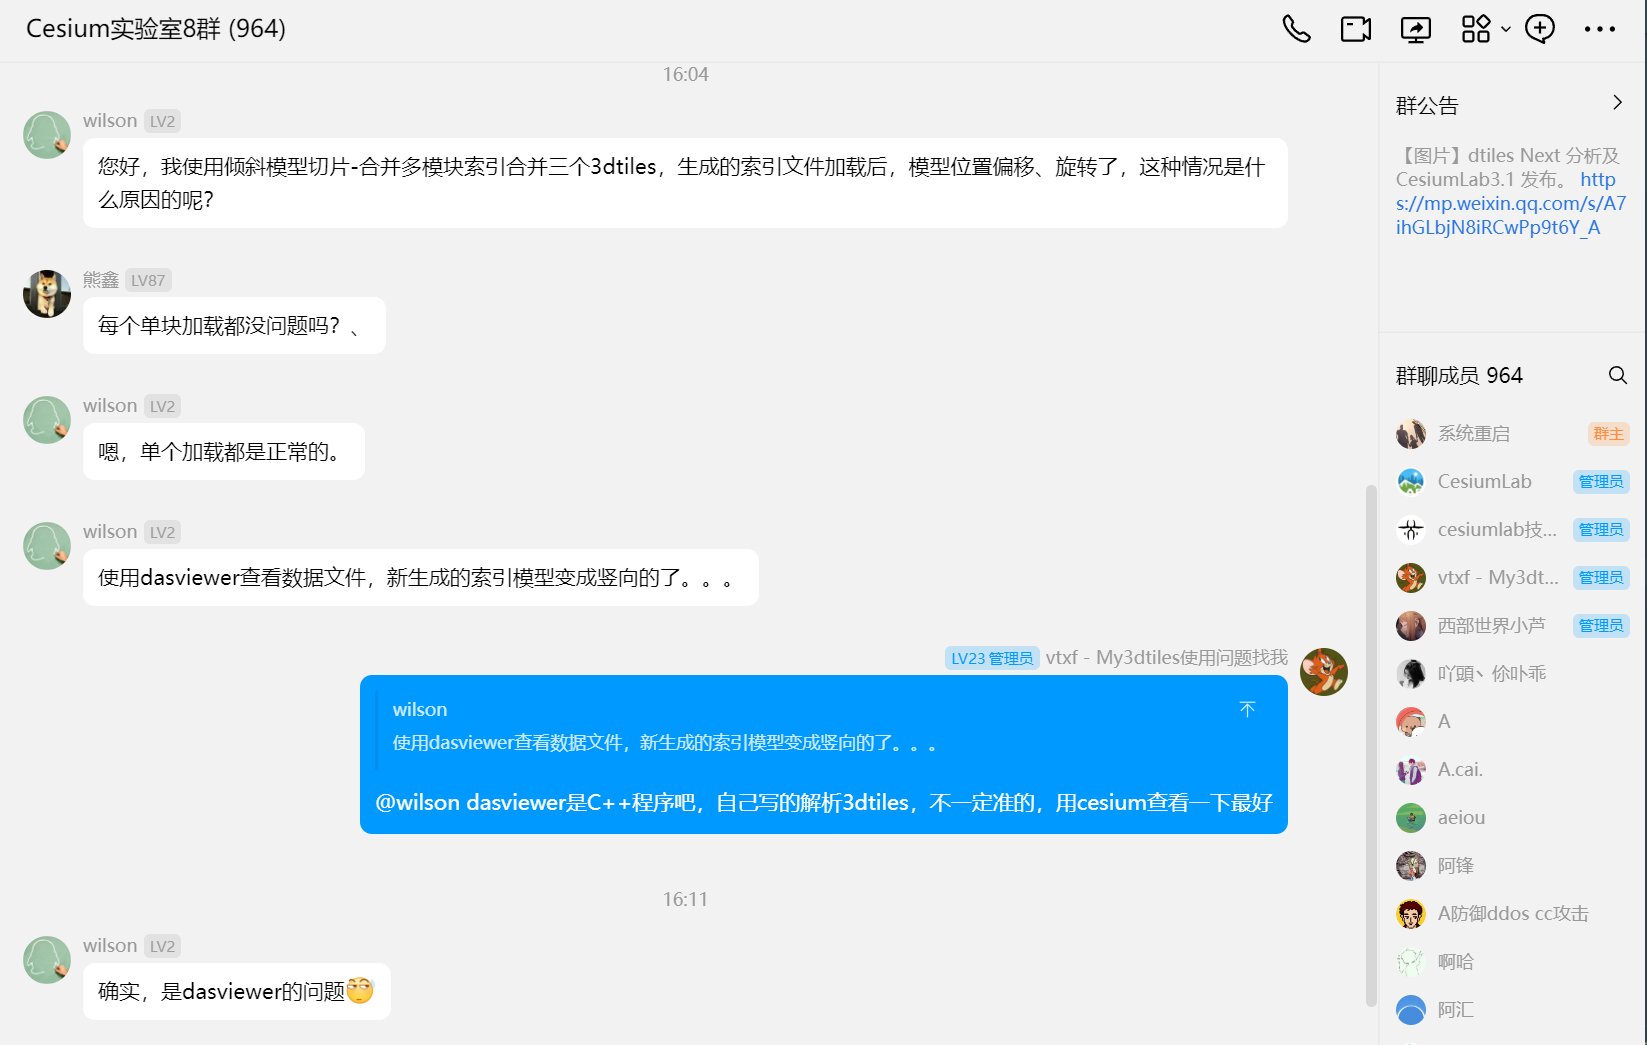 Cesium实验室8群 (964)
16:04
wilson LV2
您好，我使用倾斜模型切片-合并多模块索引合并三个3dtiles，生成的索引文件加载后，模型位置偏移、旋转了，这种情况是什
么原因的呢？
熊鑫 LV87
每个单块加载都没问题吗？、
wilson LV2
嗯，单个加载都是正常的。
wilson LV2
使用dasviewer查看数据文件，新生成的索引模型变成竖向的了。。。
LV23 管理员 vtxf - My3dtiles使用问题找我
wilson
使用dasviewer查看数据文件，新生成的索引模型变成竖向的了。。。
@wilson dasviewer是C++程序吧，自己写的解析3dtiles，不一定准的，用cesium查看一下最好
16:11
wilson LV2
确实，是dasviewer的问题
群公告
【图片】dtiles Next 分析及
CesiumLab3.1 发布。 http
s://mp.weixin.qq.com/s/A7
ihGLbjN8iRCwPp9t6Y_A
群聊成员 964
系统重启 群主
CesiumLab 管理员
cesiumlab技... 管理员
vtxf - My3dt... 管理员
西部世界小芦 管理员
吖頭丶伱卟乖
A
A.cai.
aeiou
阿锋
A防御ddos cc攻击
啊哈
阿汇